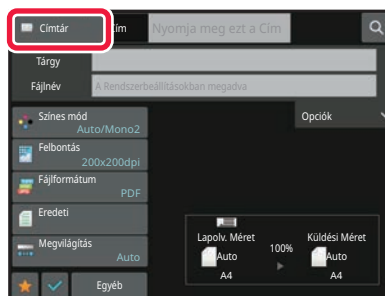 Címtár
Cím
Nyomja meg ezt a Cím
Tárgy
Fájlnév
A Rendszerbeállításokban megadva
Színes mód
Auto/Mono2
Opciók
Felbontás
200x200dpi
Fájlformátum
PDF
Eredeti
Megvilágítás
Auto
Egyéb
Lapolv. Méret
100%
Küldési Méret
Auto
Auto
A4
A4